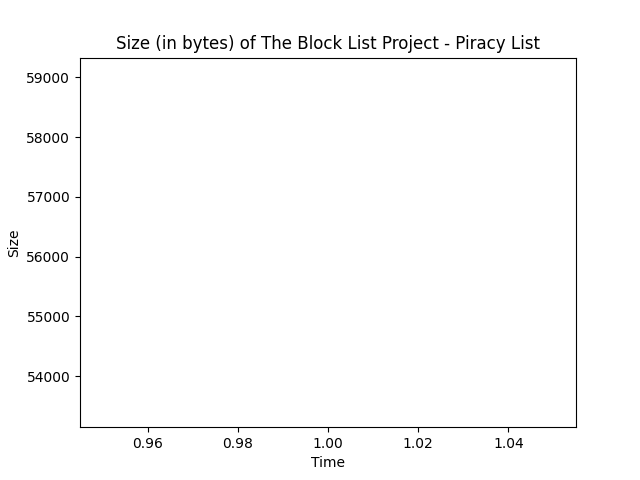 Size (in bytes) of The Block List Project - Piracy List
59000
58000
57000
56000
55000
54000
Size
0.96 0.98 1.00 1.02 1.04
Time